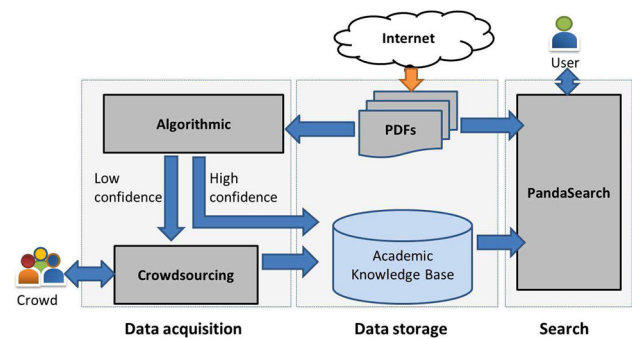 Internet
User
Algorithmic
PDFs
Low
confidence
High
confidence
PandaSearch
Crowdsourcing
Academic
Knowledge Base
Crowd
Data acquisition
Data storage
Search